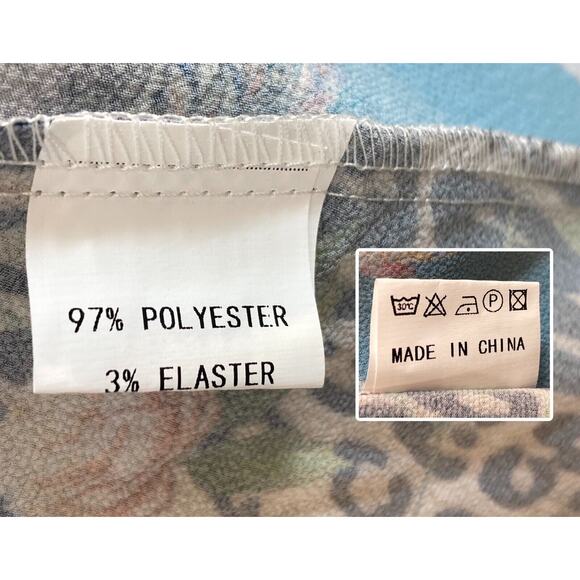 97% POLYESTER
3% ELASTER
30℃ P
MADE IN CHINA